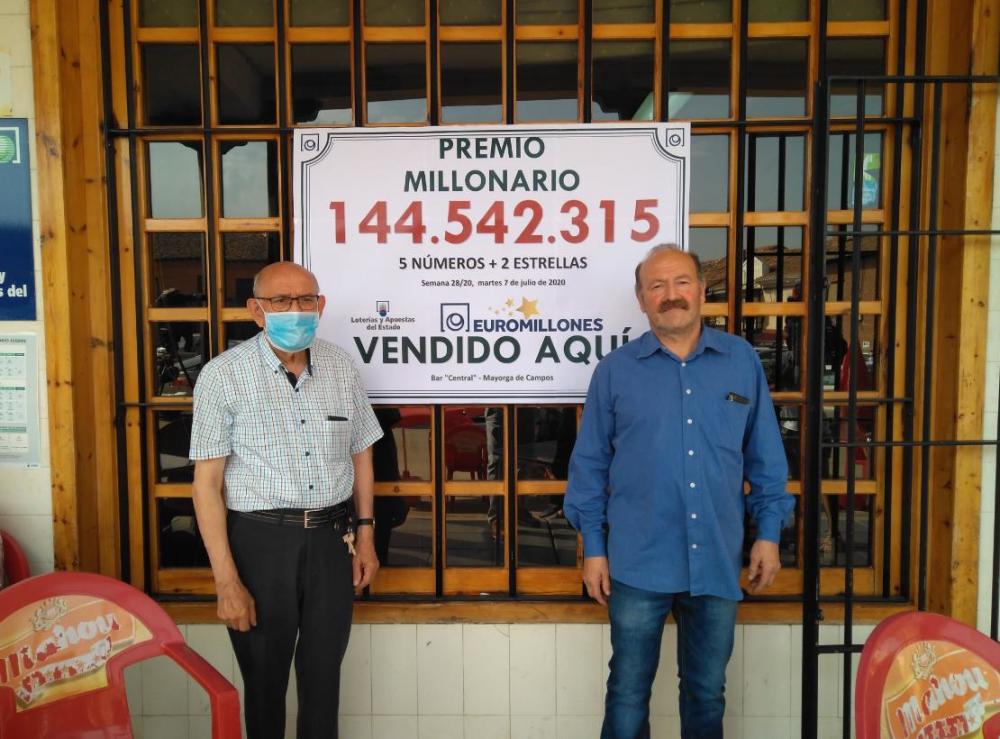 PREMIO
MILLONARIO
144.542.315
5 NÚMEROS + 2 ESTRELLAS
Semana 28/20, martes 7 de julio de 2020
Loterías y Apuestas
del Estado
EUROMILLONES
VENDIDO AQUÍ
Bar "Central" - Mayorga de Campos
y
s del
Mahou
Mahou